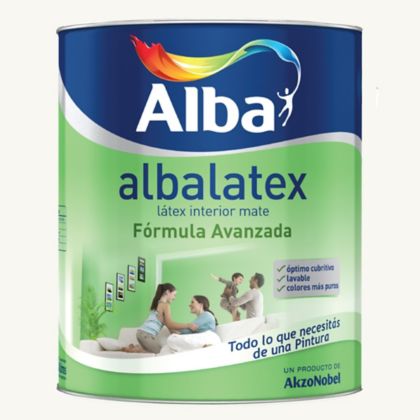 Alba
albalatex
látex interior mate
Fórmula Avanzada
óptimo cubritivo
lavable
colores más puros
Todo lo que necesitás
de una Pintura
UN PRODUCTO DE
AkzoNobel